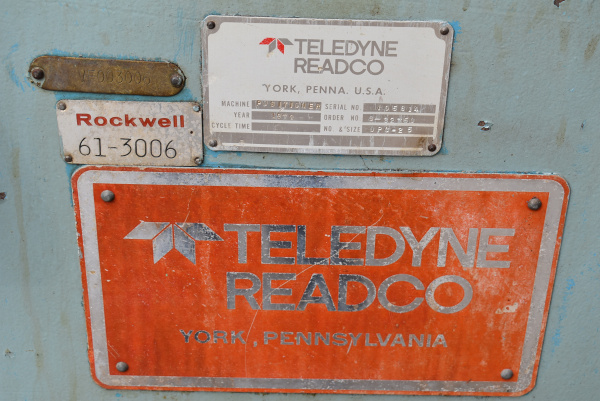 Rockwell
61-3006
TELEDYNE
READCO
YORK, PENNA. U.S.A.
MACHINE POSITIONER SERIAL NO.
YEAR ORDER NO.
CYCLE TIME NO. & SIZE
TELEDYNE
READCO
YORK, PENNSYLVANIA